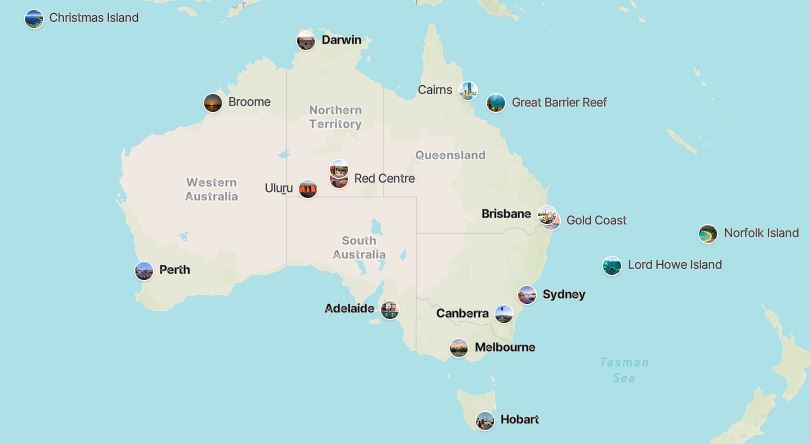 Christmas Island
Darwin
Cairns
Broome
Great Barrier Reef
Northern
Territory
Queensland
Red Centre
Western
Australia
Uluṟu
Brisbane
Gold Coast
Norfolk Island
South
Australia
Lord Howe Island
Perth
Sydney
Adelaide
Canberra
Melbourne
Tasman
Sea
Hobart